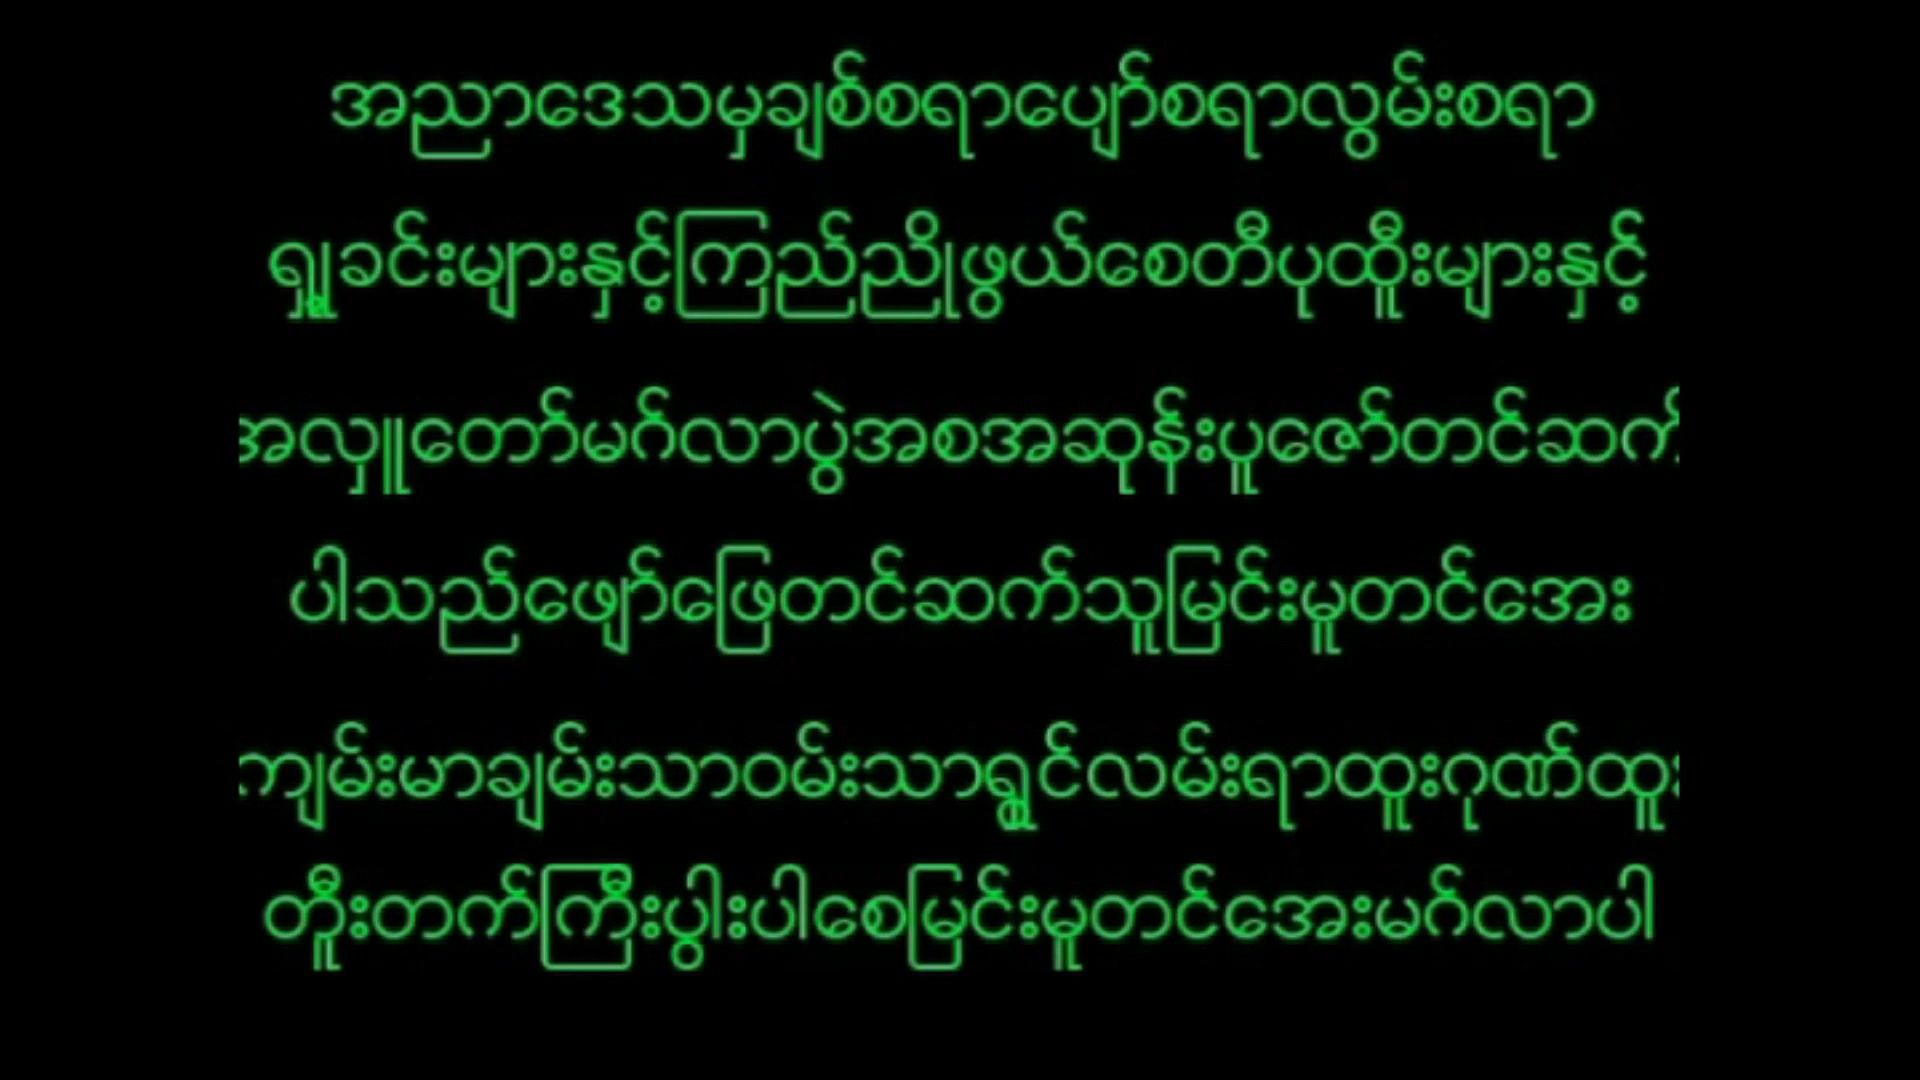 အညာဒေသမှချစ်စရာပျော်စရာလွမ်းစရာ
ရှုခင်းများနှင့်ကြည်ညိုဖွယ်စေတီပုထိူးများနှင့်
အလှူတော်မဂ်လာပွဲအစအဆုန်းပူဇော်တင်ဆက်
ပါသည်ဖျော်ဖြေတင်ဆက်သူမြင်းမူတင်အေး
ကျမ်းမာချမ်းသာဝမ်းသာရွှင်လမ်းရာထူးဂုဏ်ထူး
တိူးတက်ကြီးပွါးပါစေမြင်းမူတင်အေးမဂ်လာပါ